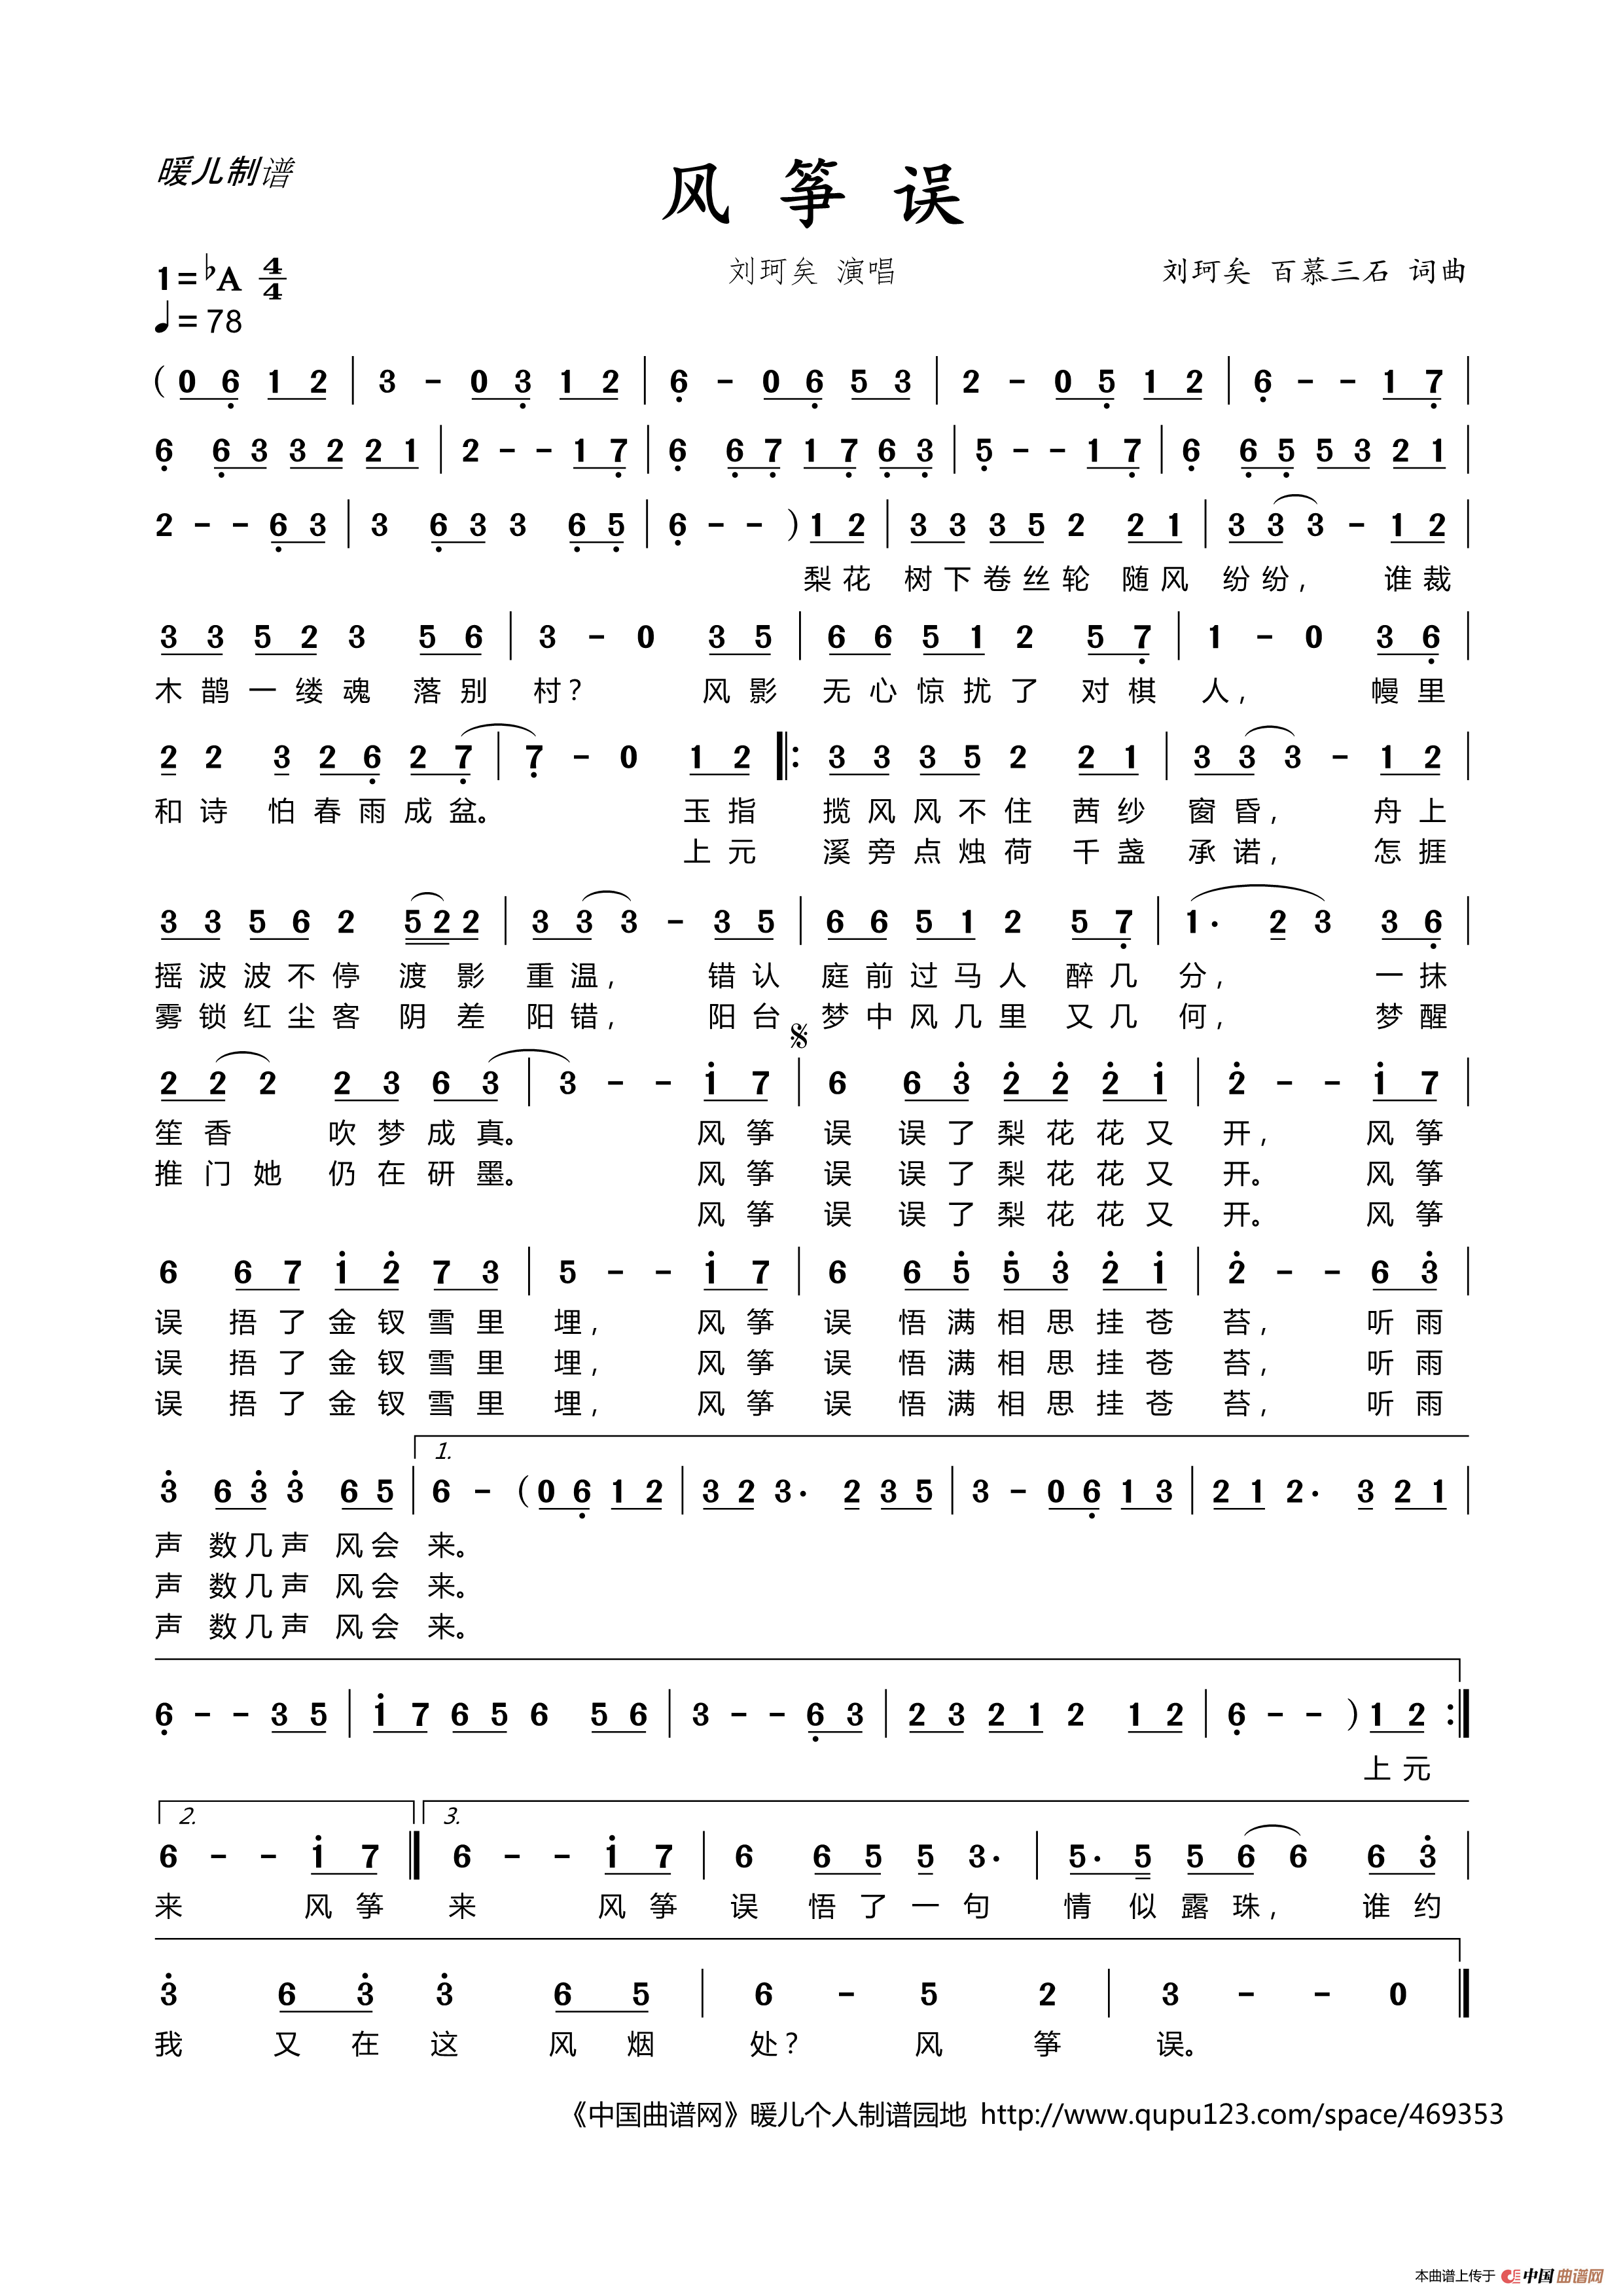 暖儿制谱
风 筝 误
1=♭A 4/4
刘珂矣 演唱
刘珂矣 百慕三石 词曲
♩=78
( 0 6̣ 1 2 | 3 - 0 3̣ 1 2 | 6̣ - 0 6̣ 5 3 | 2 - 0 5̣ 1 2 | 6̣ - - 1 7̣ |
6̣ 6̣ 3 3 2 2 1 | 2 - - 1 7̣ | 6̣ 6̣ 7̣ 1 7̣ 6̣ 3̣ | 5̣ - - 1 7̣ | 6̣ 6̣ 5̣ 5 3 2 1 |
2 - - 6̣ 3 | 3 6̣ 3 3 6̣ 5̣ | 6̣ - - ) 1 2 | 3 3 3 5 2 2 1 | 3 3 3 - 1 2 |
梨花 树下卷丝轮 随风 纷纷, 谁裁
3 3 5 2 3 5 6 | 3 - 0 3 5 | 6 6 5 1 2 5 7̣ | 1 - 0 3 6̣ |
木鹊一缕魂 落别 村? 风影 无心惊扰了 对棋 人, 幔里
2 2 3 2 6̣ 2 7̣ | 7̣ - 0 1 2 ‖: 3 3 3 5 2 2 1 | 3 3 3 - 1 2 |
和诗 怕春雨成盆。 玉指 揽风风不住 茜纱 窗昏, 舟上
上元 溪旁点烛荷 千盏 承诺, 怎捱
3 3 5 6 2 5 2 2 | 3 3 3 - 3 5 | 6 6 5 1 2 5 7̣ | 1· 2 3 3 6̣ |
摇波波不停 渡影 重温, 错认 庭前过马人 醉几 分, 一抹
雾锁红尘客 阴差 阳错, 阳台 梦中风几里 又几 何, 梦醒
2 2 2 2 3 6 3 | 3 - - 1̇ 7 | 6 6 3̇ 2̇ 2̇ 2̇ 1̇ | 2̇ - - 1̇ 7 |
笙香 吹梦成真。 风筝 误 误了梨花花又 开, 风筝
推门她 仍在研墨。 风筝 误 误了梨花花又 开。 风筝
风筝 误 误了梨花花又 开。 风筝
6 6 7 1̇ 2̇ 7 3 | 5 - - 1̇ 7 | 6 6 5̇ 5̇ 3̇ 2̇ 1̇ | 2̇ - - 6 3̇ |
误 捂了金钗雪里 埋, 风筝 误 悟满相思挂苍 苔, 听雨
误 捂了金钗雪里 埋, 风筝 误 悟满相思挂苍 苔, 听雨
误 捂了金钗雪里 埋, 风筝 误 悟满相思挂苍 苔, 听雨
1.
3̇ 6 3̇ 3̇ 6 5 | 6 - ( 0 6̣ 1 2 | 3 2 3· 2 3 5 | 3 - 0 6̣ 1 3 | 2 1 2· 3 2 1 |
声 数几声 风会 来。
声 数几声 风会 来。
声 数几声 风会 来。
6̣ - - 3 5 | 1̇ 7 6 5 6 5 6 | 3 - - 6̣ 3 | 2 3 2 1 2 1 2 | 6̣ - - ) 1 2 :‖
上元
2. 3.
6 - - 1̇ 7 ‖ 6 - - 1̇ 7 | 6 6 5 5 3· | 5· 5 5 6 6 6 3̇ |
来 风筝 来 风筝 误 悟了一句 情似露珠, 谁约
3̇ 6 3̇ 3̇ 6 5 | 6 - 5 2 | 3 - - 0 ‖
我 又在这 风烟 处? 风筝 误。
《中国曲谱网》暖儿个人制谱园地 http://www.qupu123.com/space/469353
本曲谱上传于 中国曲谱网